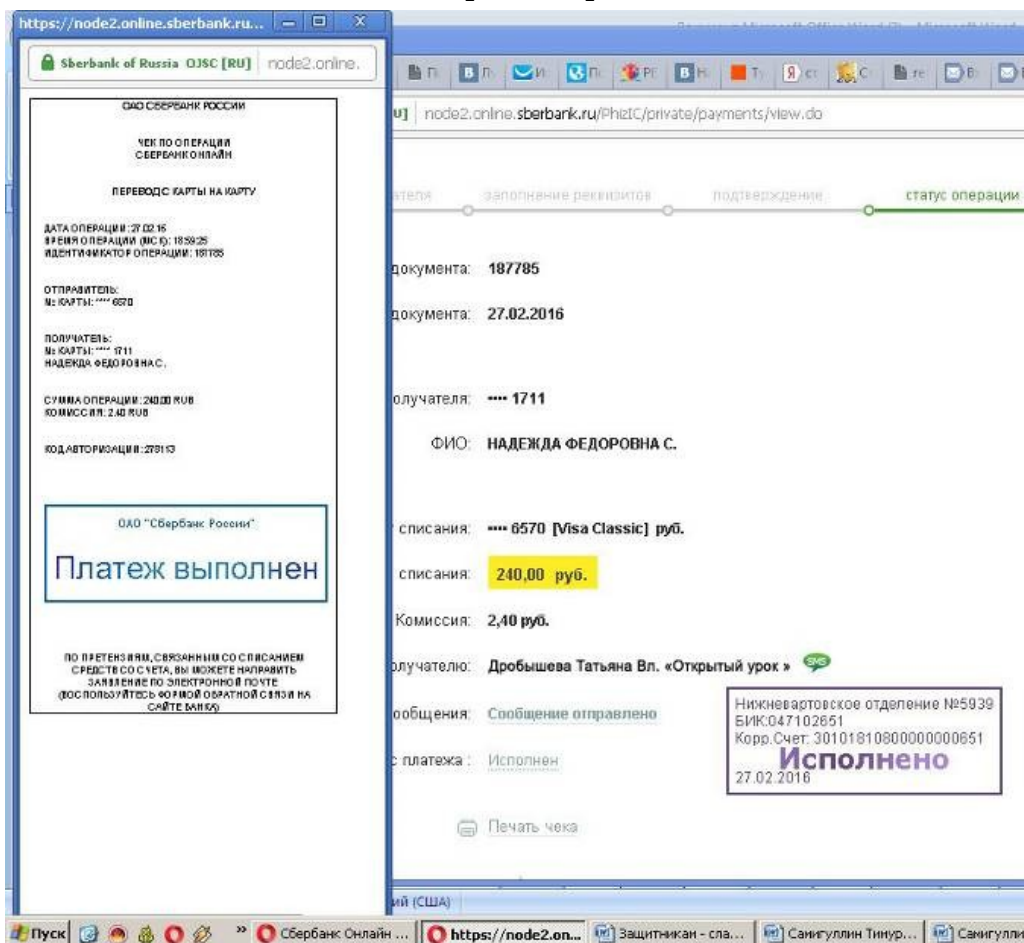 https://node2.online.sberbank.ru...
Sberbank of Russia OJSC [RU] node2.online.
ОАО СБЕРБАНК РОССИИ
ЧЕК ПО ОПЕРАЦИИ
СБЕРБАНК ОНЛАЙН
ПЕРЕВОД С КАРТЫ НА КАРТУ
ДАТА ОПЕРАЦИИ: 27.02.16
ВРЕМЯ ОПЕРАЦИИ (МСК): 18:59:25
ИДЕНТИФИКАТОР ОПЕРАЦИИ: 187785
ОТПРАВИТЕЛЬ:
№ КАРТЫ: **** 6570
ПОЛУЧАТЕЛЬ:
№ КАРТЫ: **** 1711
НАДЕЖДА ФЕДОРОВНА С.
СУММА ОПЕРАЦИИ: 240.00 RUB
КОМИССИЯ: 2.40 RUB
КОД АВТОРИЗАЦИИ: 278113
ОАО "Сбербанк России"
Платеж выполнен
ПО ПРЕТЕНЗИЯМ, СВЯЗАННЫМ СО СПИСАНИЕМ
СРЕДСТВ СО СЧЕТА, ВЫ МОЖЕТЕ НАПРАВИТЬ
ЗАЯВЛЕНИЕ ПО ЭЛЕКТРОННОЙ ПОЧТЕ
(ВОСПОЛЬЗУЙТЕСЬ ФОРМОЙ ОБРАТНОЙ СВЯЗИ НА
САЙТЕ БАНКА)
U] node2.online.sberbank.ru/PhizIC/private/payments/view.do
ателя заполнение реквизитов подтверждение статус операции
документа: 187785
документа: 27.02.2016
олучателя: •••• 1711
ФИО: НАДЕЖДА ФЕДОРОВНА С.
списания: •••• 6570 [Visa Classic] руб.
списания: 240,00 руб.
Комиссия: 2,40 руб.
олучателю: Дробышева Татьяна Вл. «Открытый урок » SMS
ообщения: Сообщение отправлено
с платежа : Исполнен
Нижневартовское отделение №5939
БИК:047102651
Корр.Счет: 30101810800000000651
Исполнено
27.02.2016
Печать чека
ий (США)
Пуск » Сбербанк Онлайн ... https://node2.on... Защитникам - сла... Самигуллин Тимур... Самигулли